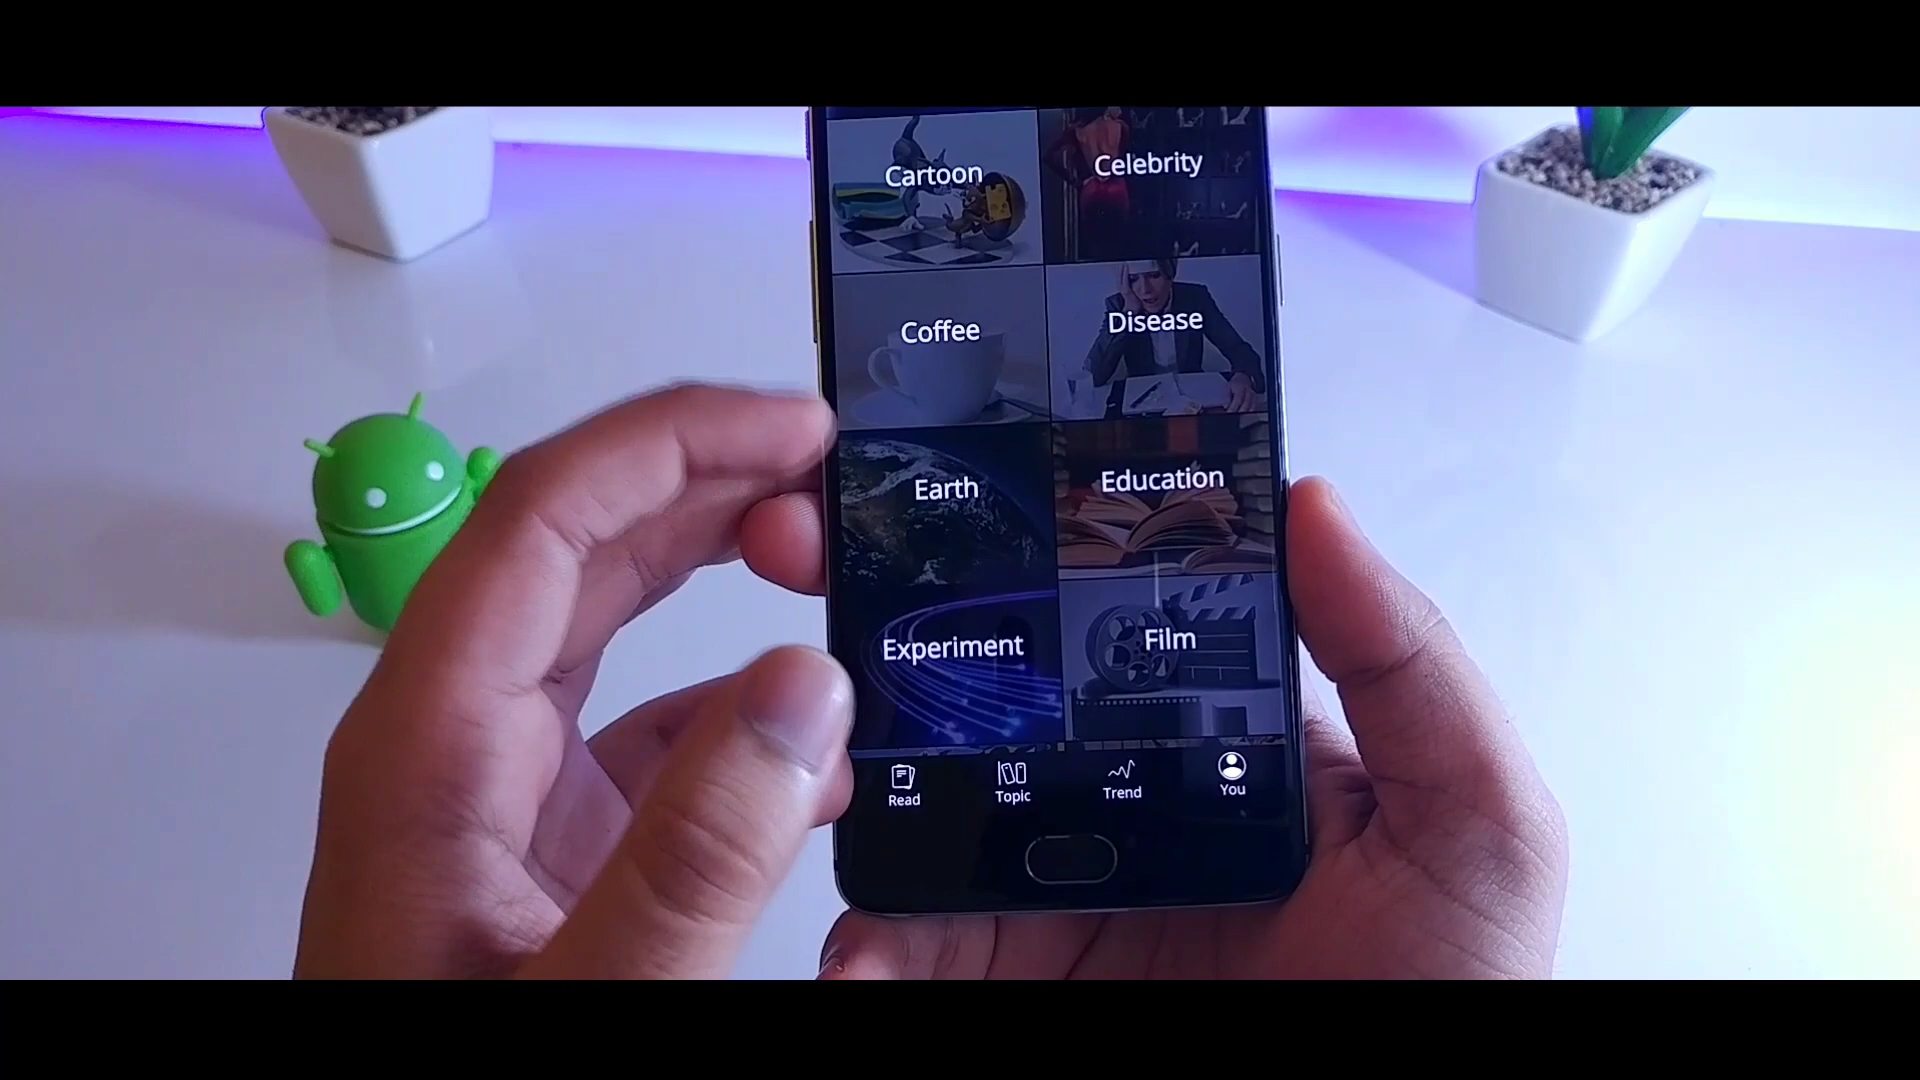 Cartoon
Celebrity
Coffee
Disease
Earth
Education
Experiment
Film
Read
Topic
Trend
You